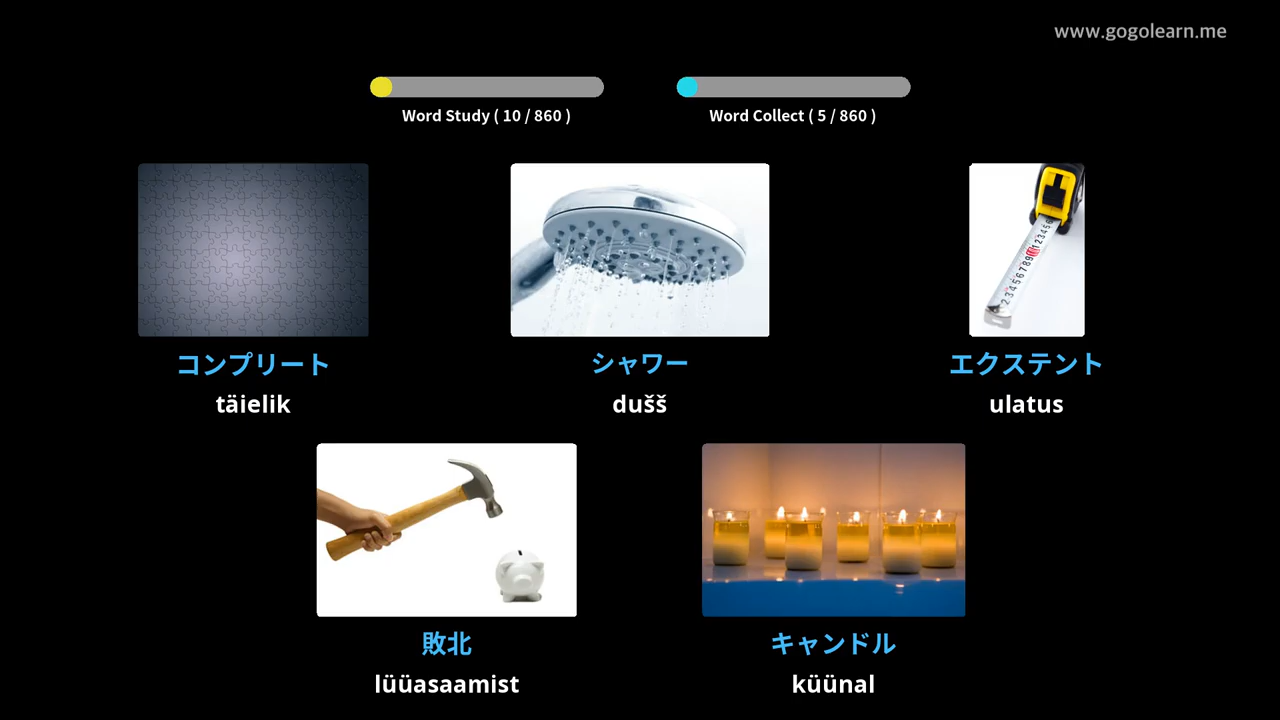 www.gogolearn.me
Word Study ( 10 / 860 )
Word Collect ( 5 / 860 )
コンプリート
täielik
シャワー
dušš
エクステント
ulatus
敗北
lüüasaamist
キャンドル
küünal